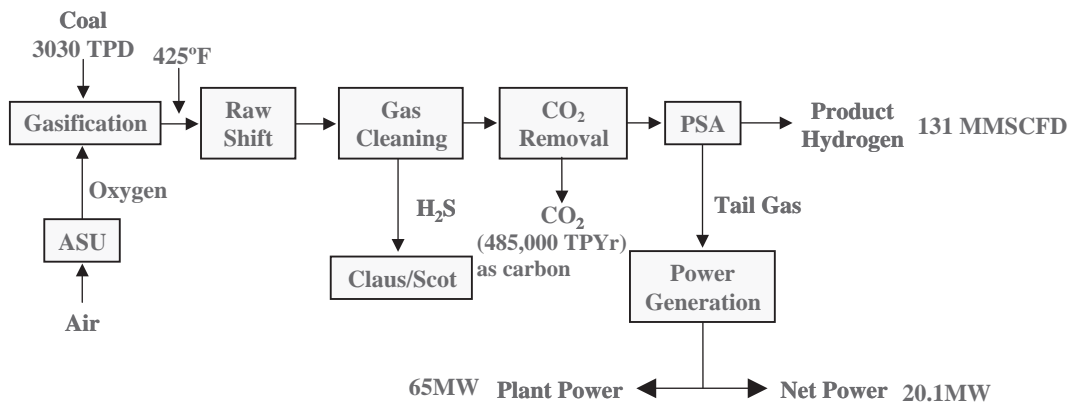 Coal
3030 TPD
425ºF
Gasification
Raw
Shift
Gas
Cleaning
CO2
Removal
PSA
Product
Hydrogen
131 MMSCFD
Oxygen
ASU
Air
H2S
Claus/Scot
CO2
(485,000 TPYr)
as carbon
Tail Gas
Power
Generation
65MW
Plant Power
Net Power
20.1MW